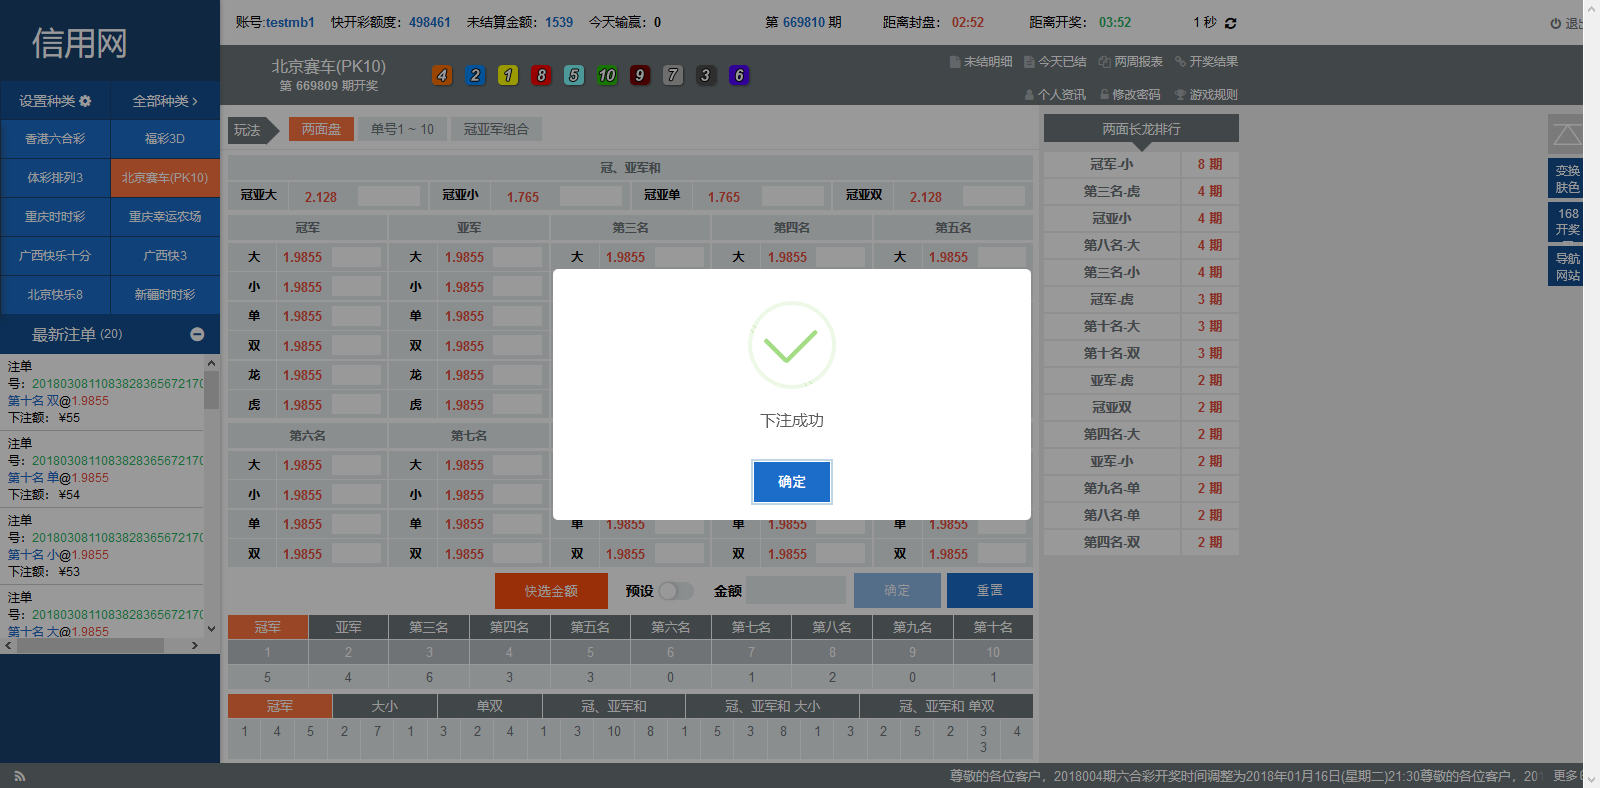 信用网
账号:testmb1 快开彩额度：498461 未结算金额：1539 今天输赢：0 第 669810 期 距离封盘：02:52 距离开奖：03:52 1 秒
北京赛车(PK10)
第 669809 期开奖
4 2 1 8 5 10 9 7 3 6
未结明细 今天已结 两周报表 开奖结果
个人资讯 修改密码 游戏规则
设置种类 全部种类
香港六合彩 福彩3D
体彩排列3 北京赛车(PK10)
重庆时时彩 重庆幸运农场
广西快乐十分 广西快3
北京快乐8 新疆时时彩
最新注单 (20)
注单
号：20180308110838283656721​70
第十名 双@1.9855
下注额： ¥55
注单
号：2018030811083828365672170
第十名 单@1.9855
下注额： ¥54
注单
号：2018030811083828365672170
第十名 小@1.9855
下注额： ¥53
注单
号：2018030811083828365672170
第十名 大@1.9855
玩法 两面盘 单号1 ~ 10 冠亚军组合
冠、亚军和
冠亚大 2.128 冠亚小 1.765 冠亚单 1.765 冠亚双 2.128
冠军 亚军 第三名 第四名 第五名
大 1.9855 大 1.9855 大 1.9855 大 1.9855 大 1.9855
小 1.9855 小 1.9855
单 1.9855 单 1.9855
双 1.9855 双 1.9855
龙 1.9855 龙 1.9855
虎 1.9855 虎 1.9855
第六名 第七名
大 1.9855 大 1.9855
小 1.9855 小 1.9855
单 1.9855 单 1.9855 单 1.9855 单 1.9855 单 1.9855
双 1.9855 双 1.9855 双 1.9855 双 1.9855 双 1.9855
下注成功
确定
快选金额 预设 金额 确定 重置
冠军 亚军 第三名 第四名 第五名 第六名 第七名 第八名 第九名 第十名
1 2 3 4 5 6 7 8 9 10
5 4 6 3 3 0 1 2 0 1
冠军 大小 单双 冠、亚军和 冠、亚军和 大小 冠、亚军和 单双
1 4 5 2 7 1 3 2 4 1 3 10 8 1 5 3 8 1 3 2 5 2 3 4
3
两面长龙排行
冠军-小 8 期
第三名-虎 4 期
冠亚小 4 期
第八名-大 4 期
第三名-小 4 期
冠军-虎 3 期
第十名-大 3 期
第十名-双 3 期
亚军-虎 2 期
冠亚双 2 期
第四名-大 2 期
亚军-小 2 期
第九名-单 2 期
第八名-单 2 期
第四名-双 2 期
变换
肤色
168
开奖
导航
网站
尊敬的各位客户，2018004期六合彩开奖时间调整为2018年01月16日(星期二)21:30尊敬的各位客户，201 更多